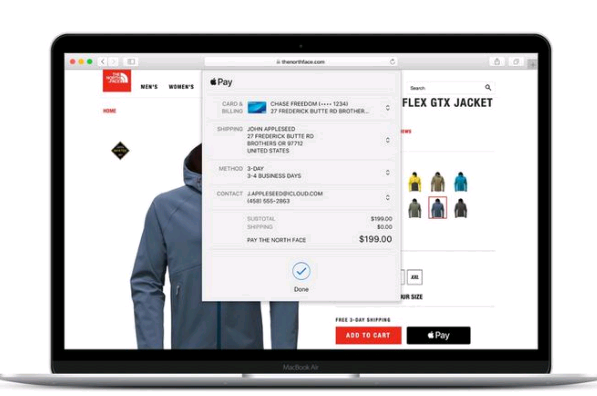 thenorthface.com
THE NORTH FACE
MEN'S WOMEN'S
Search
HOME
Pay
CARD & BILLING CHASE FREEDOM (•••• 1234)
27 FREDERICK BUTTE RD BROTHER...
SHIPPING JOHN APPLESEED
27 FREDERICK BUTTE RD
BROTHERS OR 97712
UNITED STATES
METHOD 3-DAY
3-4 BUSINESS DAYS
CONTACT J.APPLESEED@ICLOUD.COM
(458) 555-2863
SUBTOTAL $199.00
SHIPPING $0.00
PAY THE NORTH FACE $199.00
Done
FLEX GTX JACKET
XXL
UR SIZE
FREE 3-DAY SHIPPING
ADD TO CART
Pay
MacBook Air